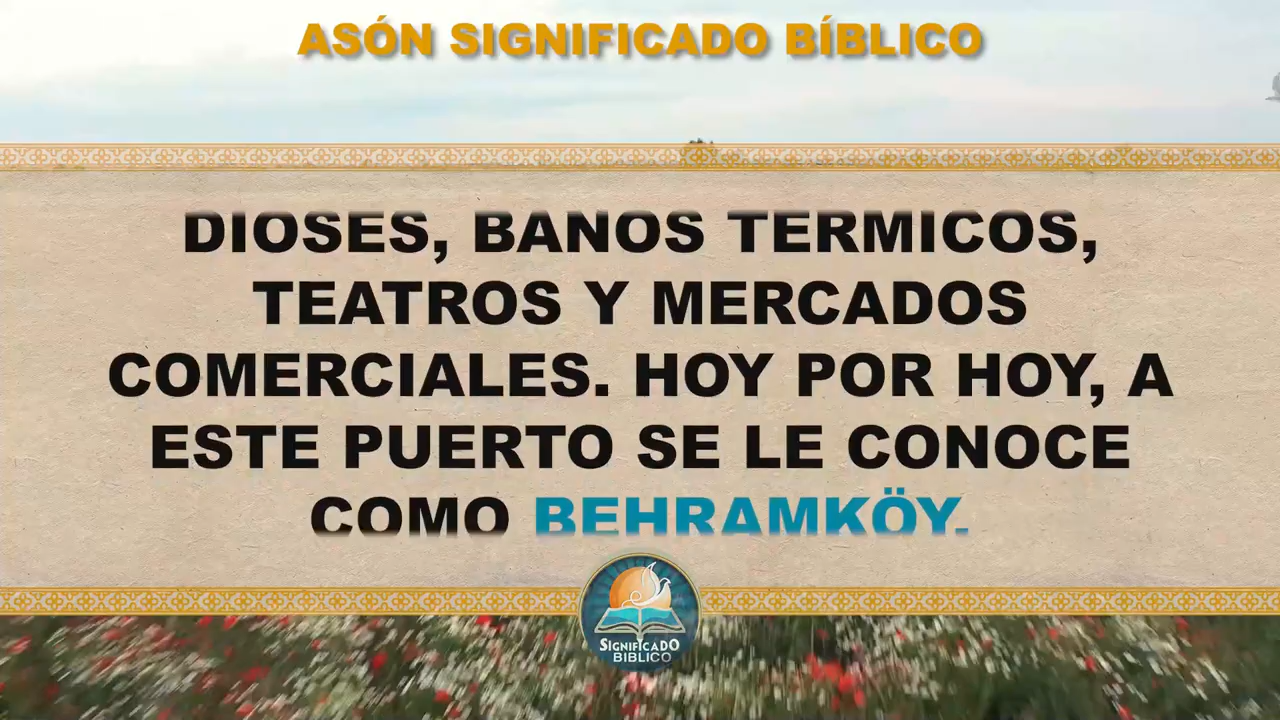 ASÓN SIGNIFICADO BÍBLICO
DIOSES, BANOS TERMICOS,
TEATROS Y MERCADOS
COMERCIALES. HOY POR HOY, A
ESTE PUERTO SE LE CONOCE
COMO BEHRAMKÖY.
SIGNIFICADO
BIBLICO